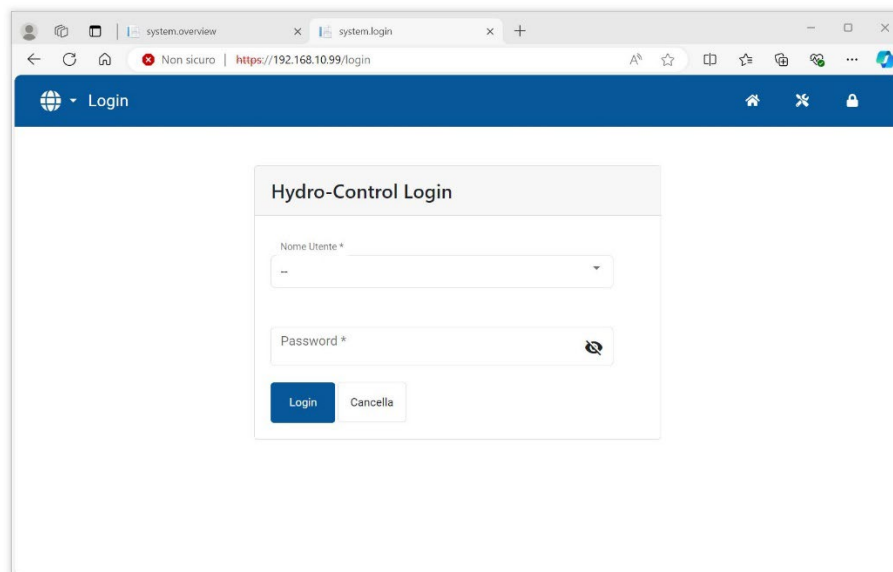 system.overview
system.login
Non sicuro | https://192.168.10.99/login
Login
Hydro-Control Login
Nome Utente *
--
Password *
Login Cancella